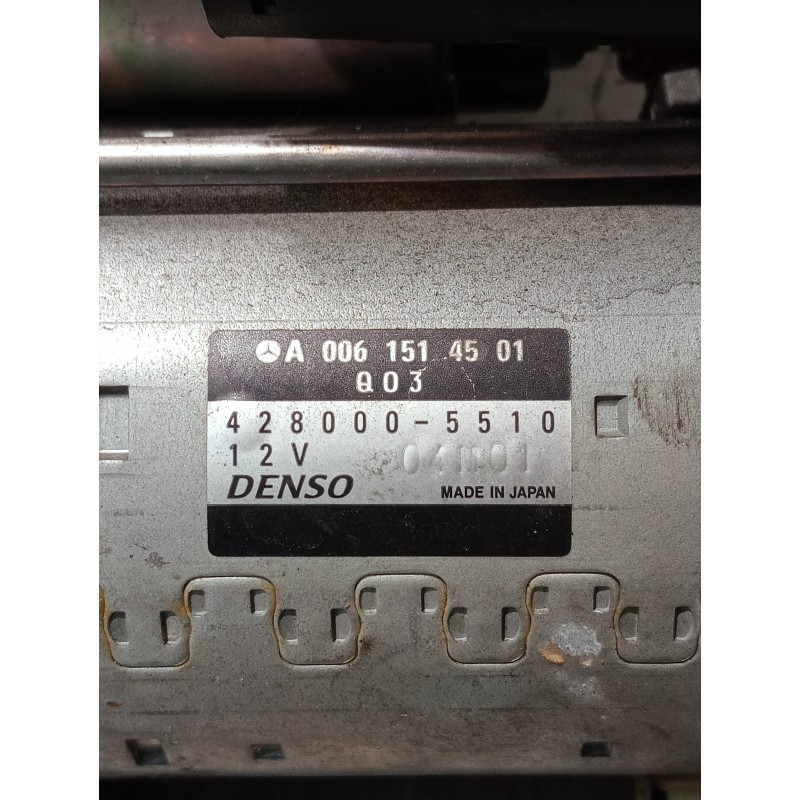 A 006 151 45 01
Q03
428000-5510
12V
DENSO MADE IN JAPAN